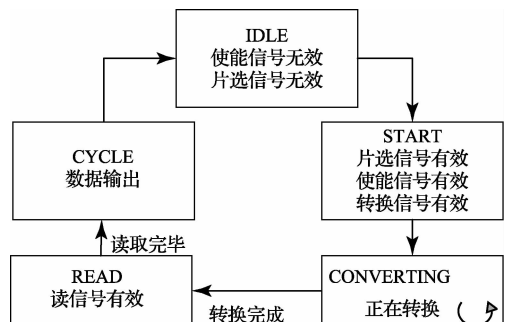 IDLE
使能信号无效
片选信号无效
START
片选信号有效
使能信号有效
转换信号有效
CONVERTING
正在转换
转换完成
READ
读信号有效
读取完毕
CYCLE
数据输出